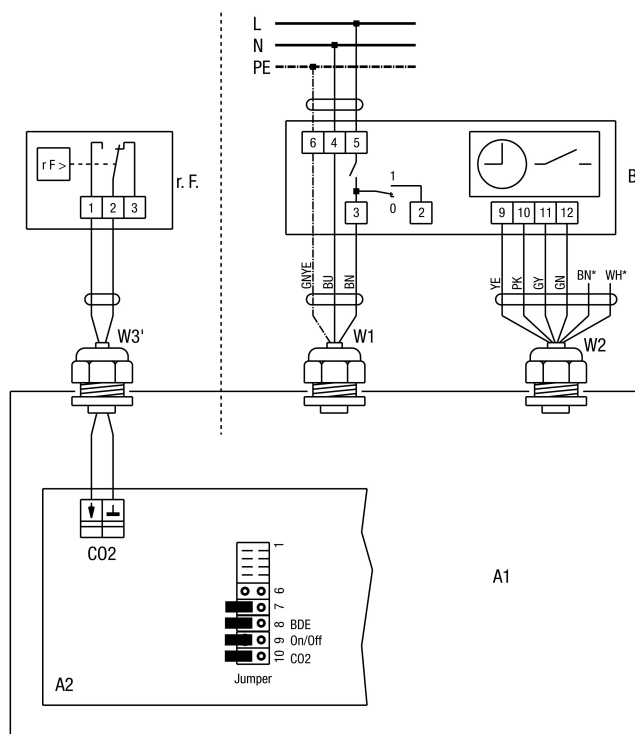 L
N
PE
6 4 5
r F >
r. F.
1
B
3
0
2
1 2 3
9 10 11 12
GNYE
BU
BN
YE
PK
GY
GN
BN*
WH*
W3'
W1
W2
CO2
1
6
7
8 BDE
9 On/Off
10 CO2
Jumper
A1
A2